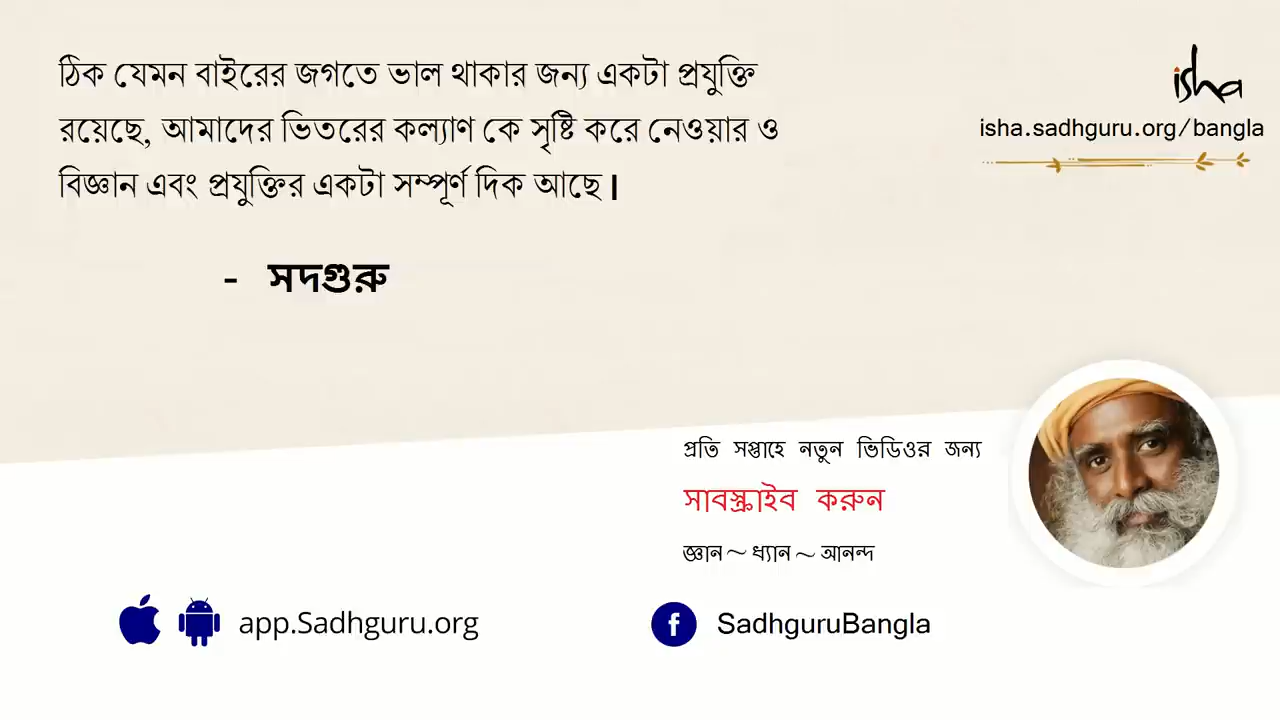 ঠিক যেমন বাইরের জগতে ভাল থাকার জন্য একটা প্রযুক্তি
রয়েছে, আমাদের ভিতরের কল্যাণ কে সৃষ্টি করে নেওয়ার ও
বিজ্ঞান এবং প্রযুক্তির একটা সম্পূর্ণ দিক আছে।
- সদগুরু
isha
isha.sadhguru.org/bangla
প্রতি সপ্তাহে নতুন ভিডিওর জন্য
সাবস্ক্রাইব করুন
জ্ঞান ~ ধ্যান ~ আনন্দ
app.Sadhguru.org
f SadhguruBangla